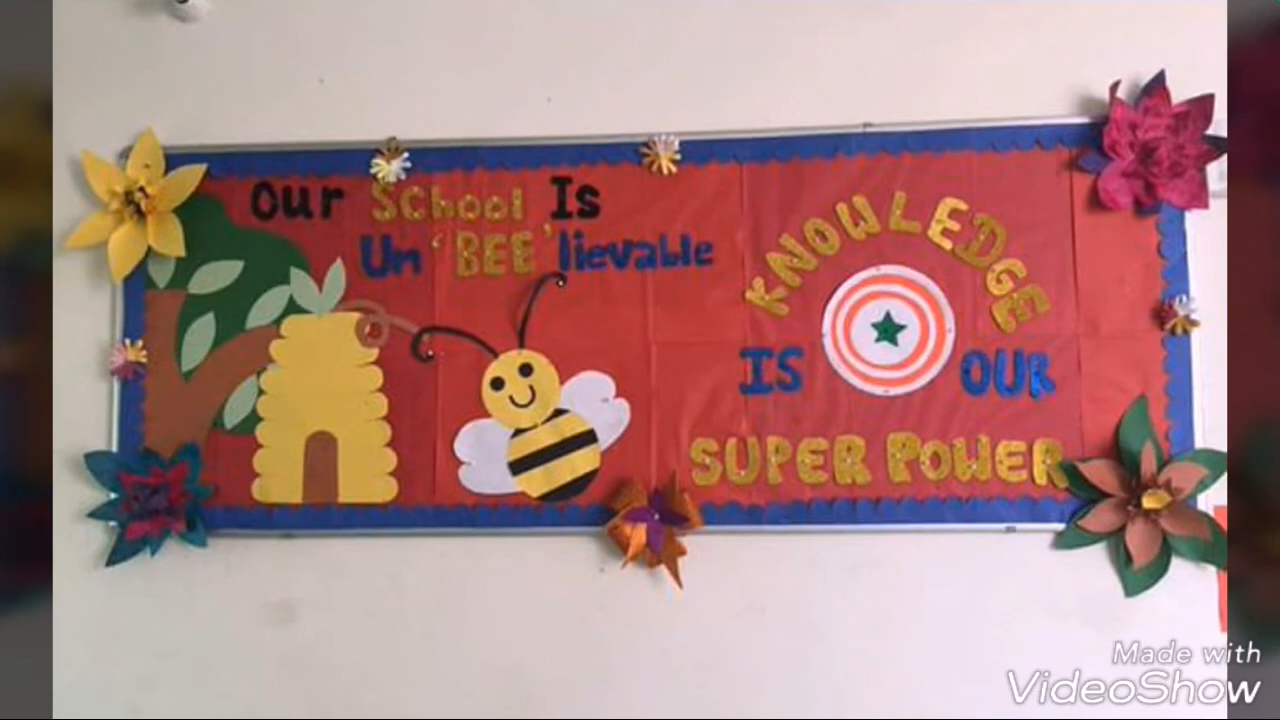 Our School Is
Un 'BEE' lievable
KNOWLEDGE
IS OUR
SUPER POWER
Made with
VideoShow